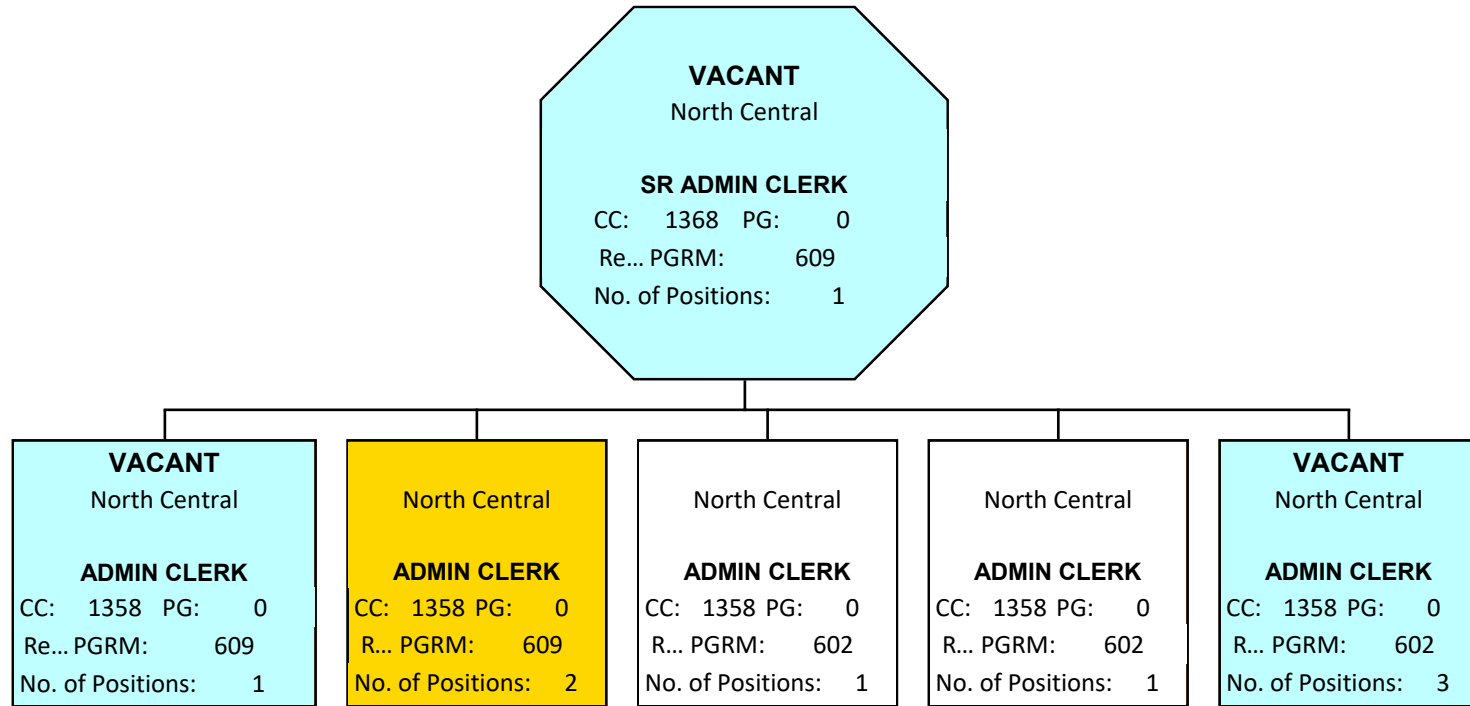 VACANT
North Central
SR ADMIN CLERK
CC: 1368 PG: 0
Re... PGRM: 609
No. of Positions: 1
VACANT
North Central
ADMIN CLERK
CC: 1358 PG: 0
Re... PGRM: 609
No. of Positions: 1
North Central
ADMIN CLERK
CC: 1358 PG: 0
R... PGRM: 609
No. of Positions: 2
North Central
ADMIN CLERK
CC: 1358 PG: 0
R... PGRM: 602
No. of Positions: 1
North Central
ADMIN CLERK
CC: 1358 PG: 0
R... PGRM: 602
No. of Positions: 1
VACANT
North Central
ADMIN CLERK
CC: 1358 PG: 0
R... PGRM: 602
No. of Positions: 3